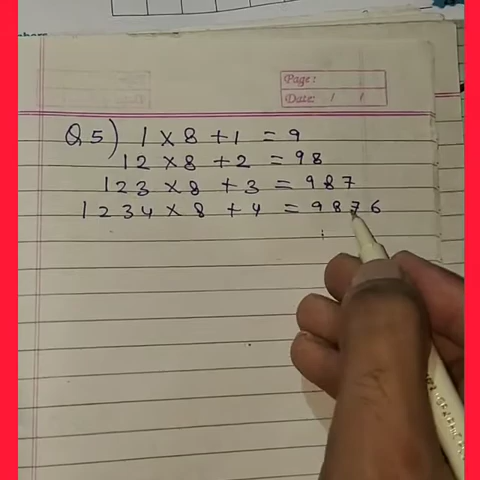 Page:
Date: / /
Q5) 1 × 8 + 1 = 9
12 × 8 + 2 = 98
123 × 8 + 3 = 987
1234 × 8 + 4 = 9876